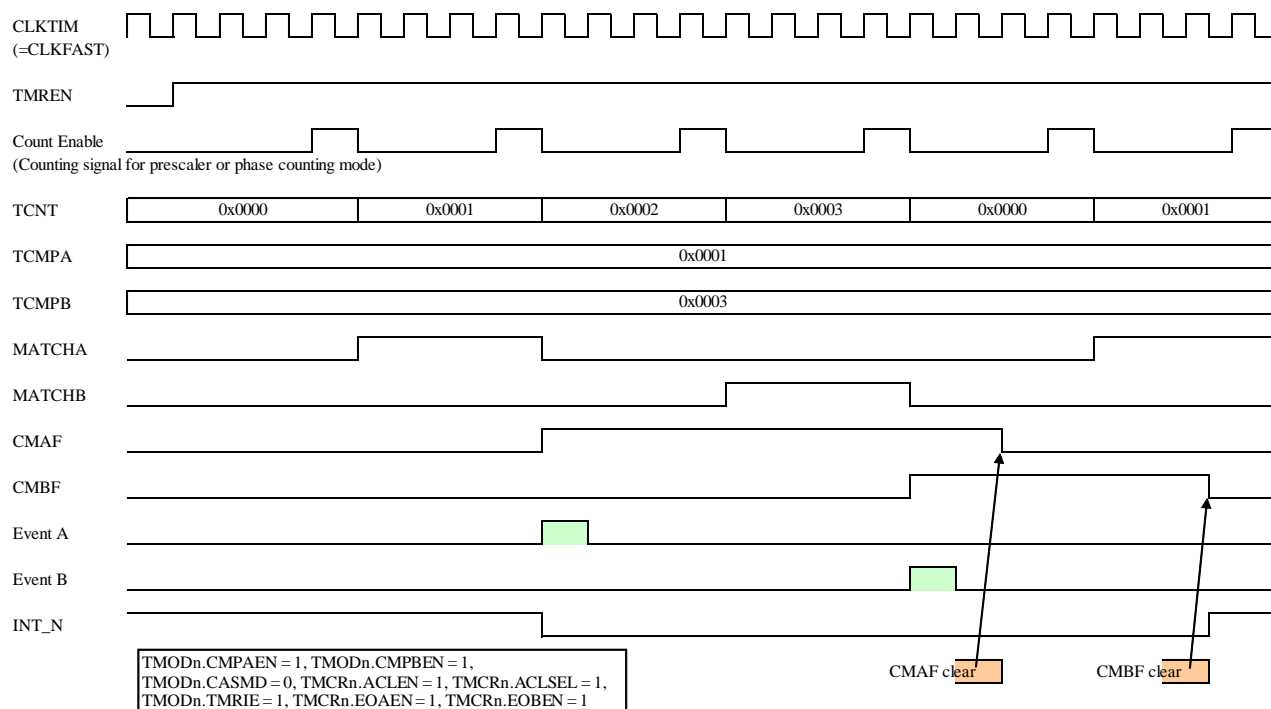 CLKTIM
(=CLKFAST)
TMREN
Count Enable
(Counting signal for prescaler or phase counting mode)
TCNT 0x0000 0x0001 0x0002 0x0003 0x0000 0x0001
TCMPA 0x0001
TCMPB 0x0003
MATCHA
MATCHB
CMAF
CMBF
Event A
Event B
INT_N
TMODn.CMPAEN = 1, TMODn.CMPBEN = 1,
TMODn.CASMD = 0, TMCRn.ACLEN = 1, TMCRn.ACLSEL = 1,
TMODn.TMRIE = 1, TMCRn.EOAEN = 1, TMCRn.EOBEN = 1
CMAF clear CMBF clear